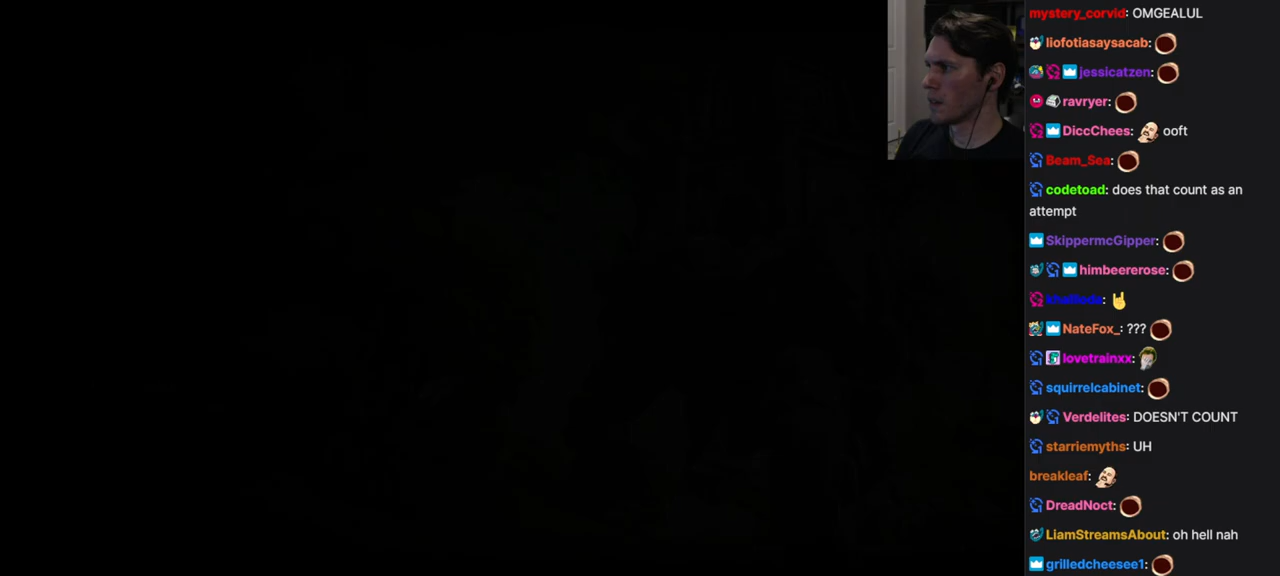 mystery_corvid: OMGEALUL
liofotiasaysacab:
jessicatzen:
ravryer:
DiccChees: ooft
Beam_Sea:
codetoad: does that count as an
attempt
SkippermcGipper:
himbeererose:
NateFox_: ???
lovetrainxx:
squirrelcabinet:
Verdelites: DOESN'T COUNT
starriemyths: UH
breakleaf:
DreadNoct:
LiamStreamsAbout: oh hell nah
grilledcheesee1: